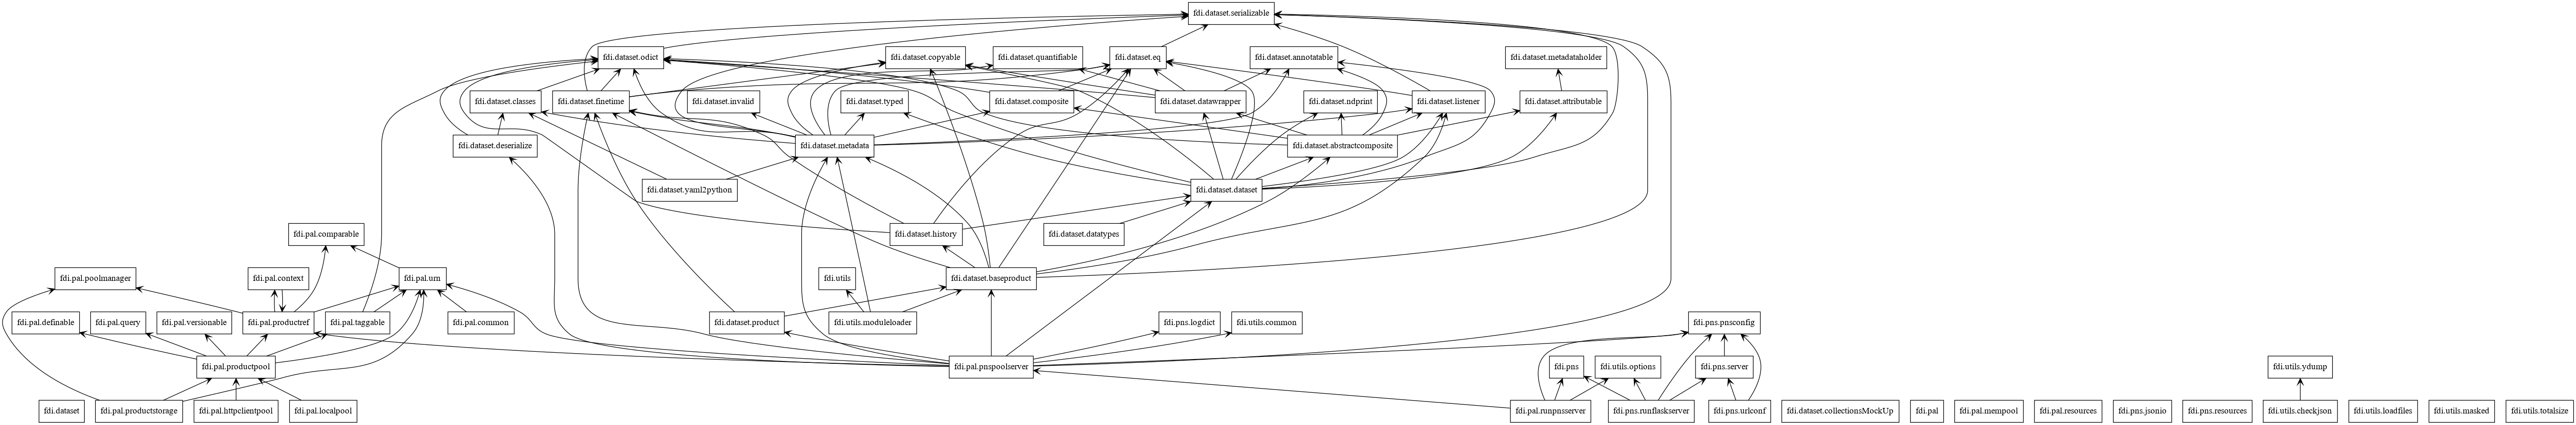 fdi.dataset.serializable
fdi.dataset.odict
fdi.dataset.copyable
fdi.dataset.quantifiable
fdi.dataset.eq
fdi.dataset.annotatable
fdi.dataset.metadataholder
fdi.dataset.classes
fdi.dataset.finetime
fdi.dataset.invalid
fdi.dataset.typed
fdi.dataset.composite
fdi.dataset.datawrapper
fdi.dataset.ndprint
fdi.dataset.listener
fdi.dataset.attributable
fdi.dataset.deserialize
fdi.dataset.metadata
fdi.dataset.abstractcomposite
fdi.dataset.yaml2python
fdi.dataset.dataset
fdi.pal.comparable
fdi.dataset.history
fdi.dataset.datatypes
fdi.pal.poolmanager
fdi.pal.context
fdi.pal.urn
fdi.utils
fdi.dataset.baseproduct
fdi.pal.definable
fdi.pal.query
fdi.pal.versionable
fdi.pal.productref
fdi.pal.taggable
fdi.pal.common
fdi.dataset.product
fdi.utils.moduleloader
fdi.pns.logdict
fdi.utils.common
fdi.pns.pnsconfig
fdi.pal.productpool
fdi.pal.pnspoolserver
fdi.pns
fdi.utils.options
fdi.pns.server
fdi.utils.ydump
fdi.dataset
fdi.pal.productstorage
fdi.pal.httpclientpool
fdi.pal.localpool
fdi.pal.runpnsserver
fdi.pns.runflaskserver
fdi.pns.urlconf
fdi.dataset.collectionsMockUp
fdi.pal
fdi.pal.mempool
fdi.pal.resources
fdi.pns.jsonio
fdi.pns.resources
fdi.utils.checkjson
fdi.utils.loadfiles
fdi.utils.masked
fdi.utils.totalsize